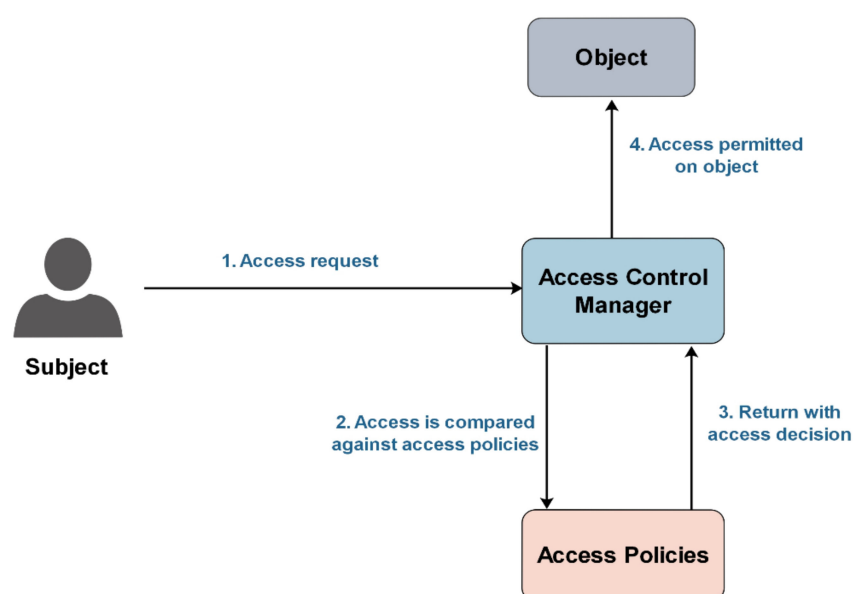 Object
4. Access permitted
on object
1. Access request
Access Control
Manager
Subject
2. Access is compared
against access policies
3. Return with
access decision
Access Policies